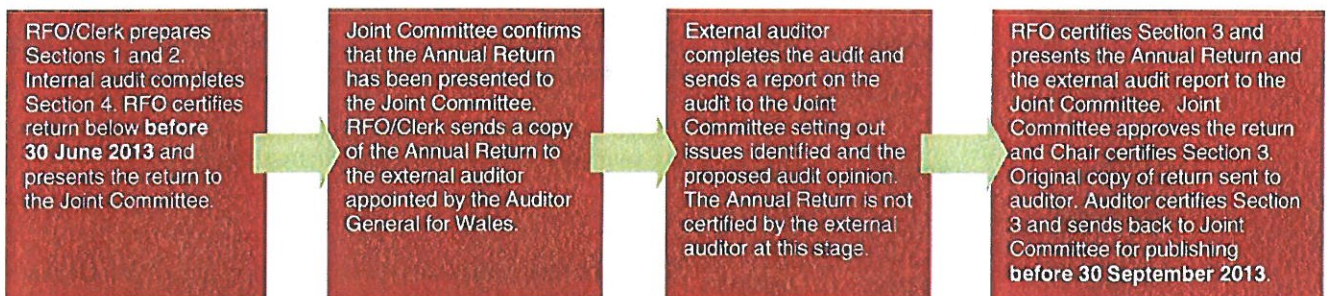 RFO/Clerk prepares
Sections 1 and 2.
Internal audit completes
Section 4. RFO certifies
return below before
30 June 2013 and
presents the return to
the Joint Committee.
Joint Committee confirms
that the Annual Return
has been presented to
the Joint Committee.
RFO/Clerk sends a copy
of the Annual Return to
the external auditor
appointed by the Auditor
General for Wales.
External auditor
completes the audit and
sends a report on the
audit to the Joint
Committee setting out
issues identified and the
proposed audit opinion.
The Annual Return is not
certified by the external
auditor at this stage.
RFO certifies Section 3 and
presents the Annual Return and
the external audit report to the
Joint Committee. Joint
Committee approves the return
and Chair certifies Section 3.
Original copy of return sent to
auditor. Auditor certifies Section
3 and sends back to Joint
Committee for publishing
before 30 September 2013.